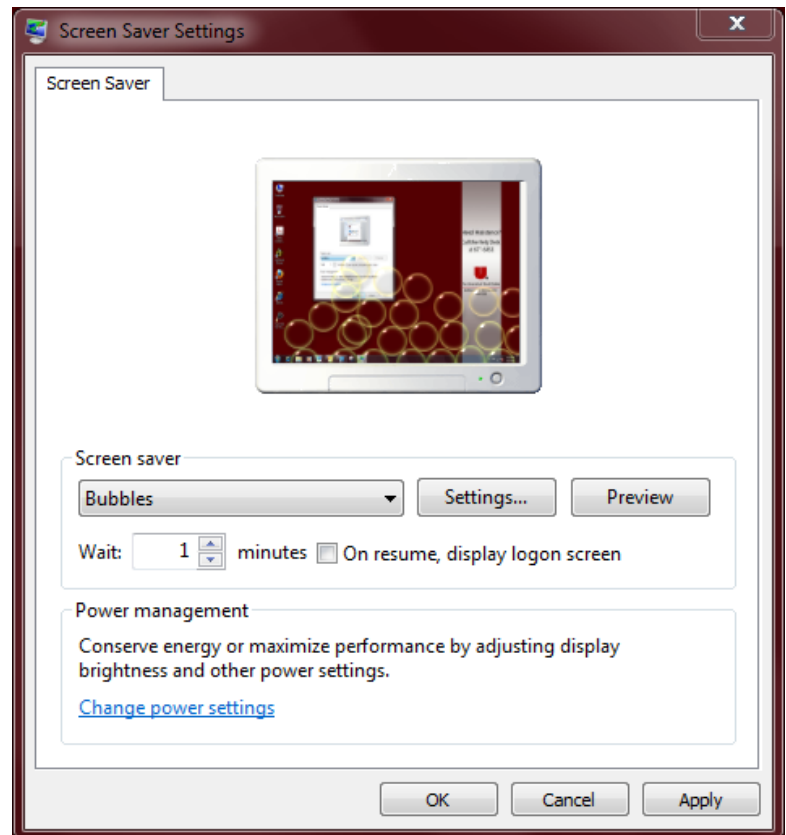 Screen Saver Settings
X
Screen Saver
Screen saver
Bubbles
Settings...
Preview
Wait: 1 minutes On resume, display logon screen
Power management
Conserve energy or maximize performance by adjusting display
brightness and other power settings.
Change power settings
OK Cancel Apply